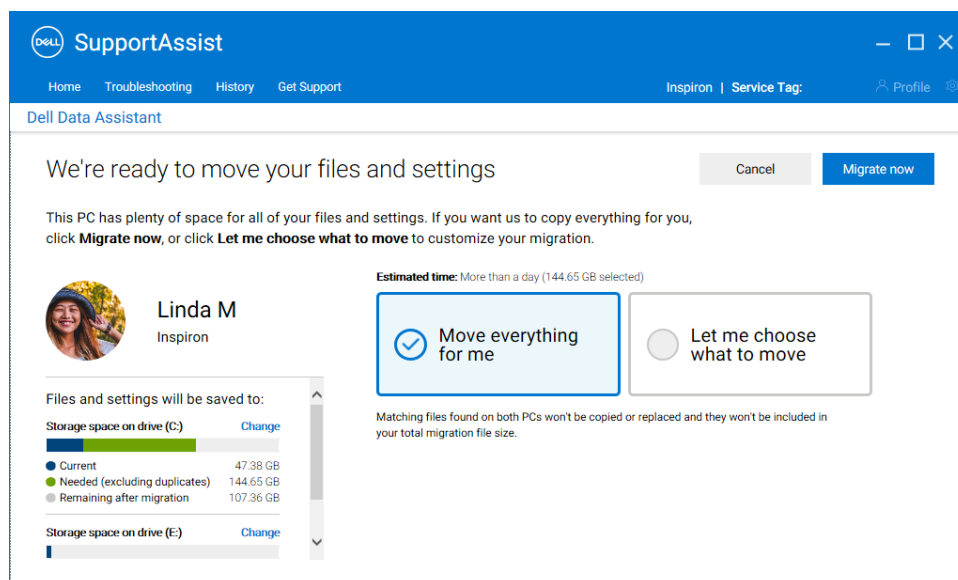 DELL SupportAssist
Home Troubleshooting History Get Support Inspiron | Service Tag: Profile
Dell Data Assistant
We're ready to move your files and settings Cancel Migrate now
This PC has plenty of space for all of your files and settings. If you want us to copy everything for you,
click Migrate now, or click Let me choose what to move to customize your migration.
Estimated time: More than a day (144.65 GB selected)
Linda M
Inspiron
Move everything
for me
Let me choose
what to move
Matching files found on both PCs won't be copied or replaced and they won't be included in
your total migration file size.
Files and settings will be saved to:
Storage space on drive (C:) Change
Current 47.38 GB
Needed (excluding duplicates) 144.65 GB
Remaining after migration 107.36 GB
Storage space on drive (E:) Change